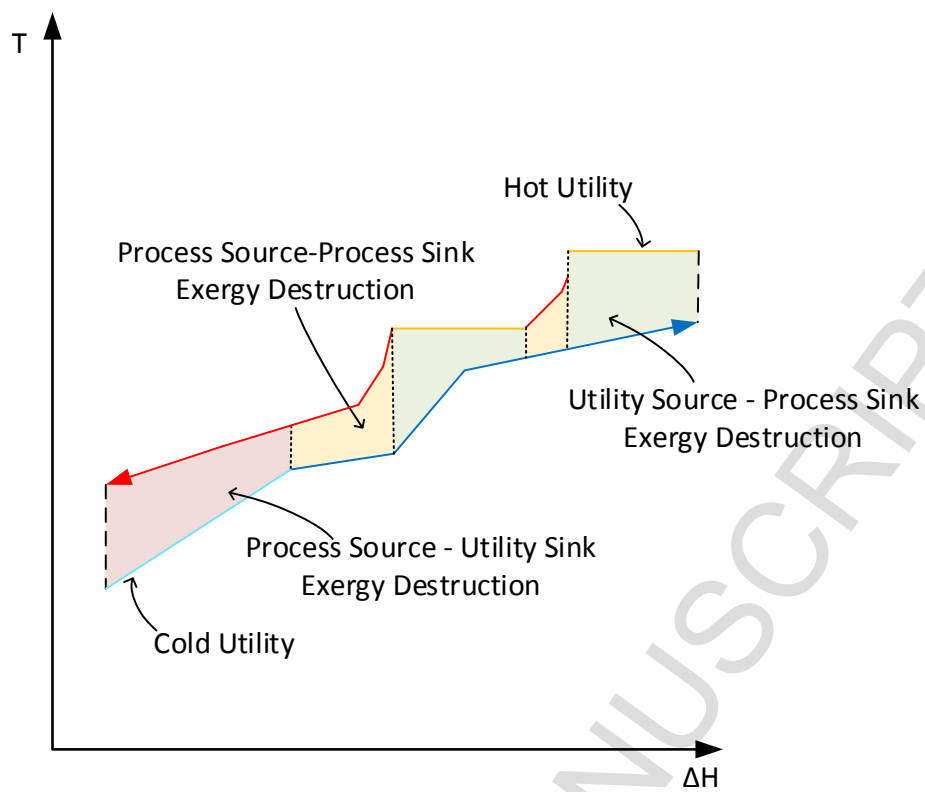 T
Hot Utility
Process Source-Process Sink
Exergy Destruction
Utility Source - Process Sink
Exergy Destruction
Process Source - Utility Sink
Exergy Destruction
Cold Utility
ΔH
NUSCRIPT